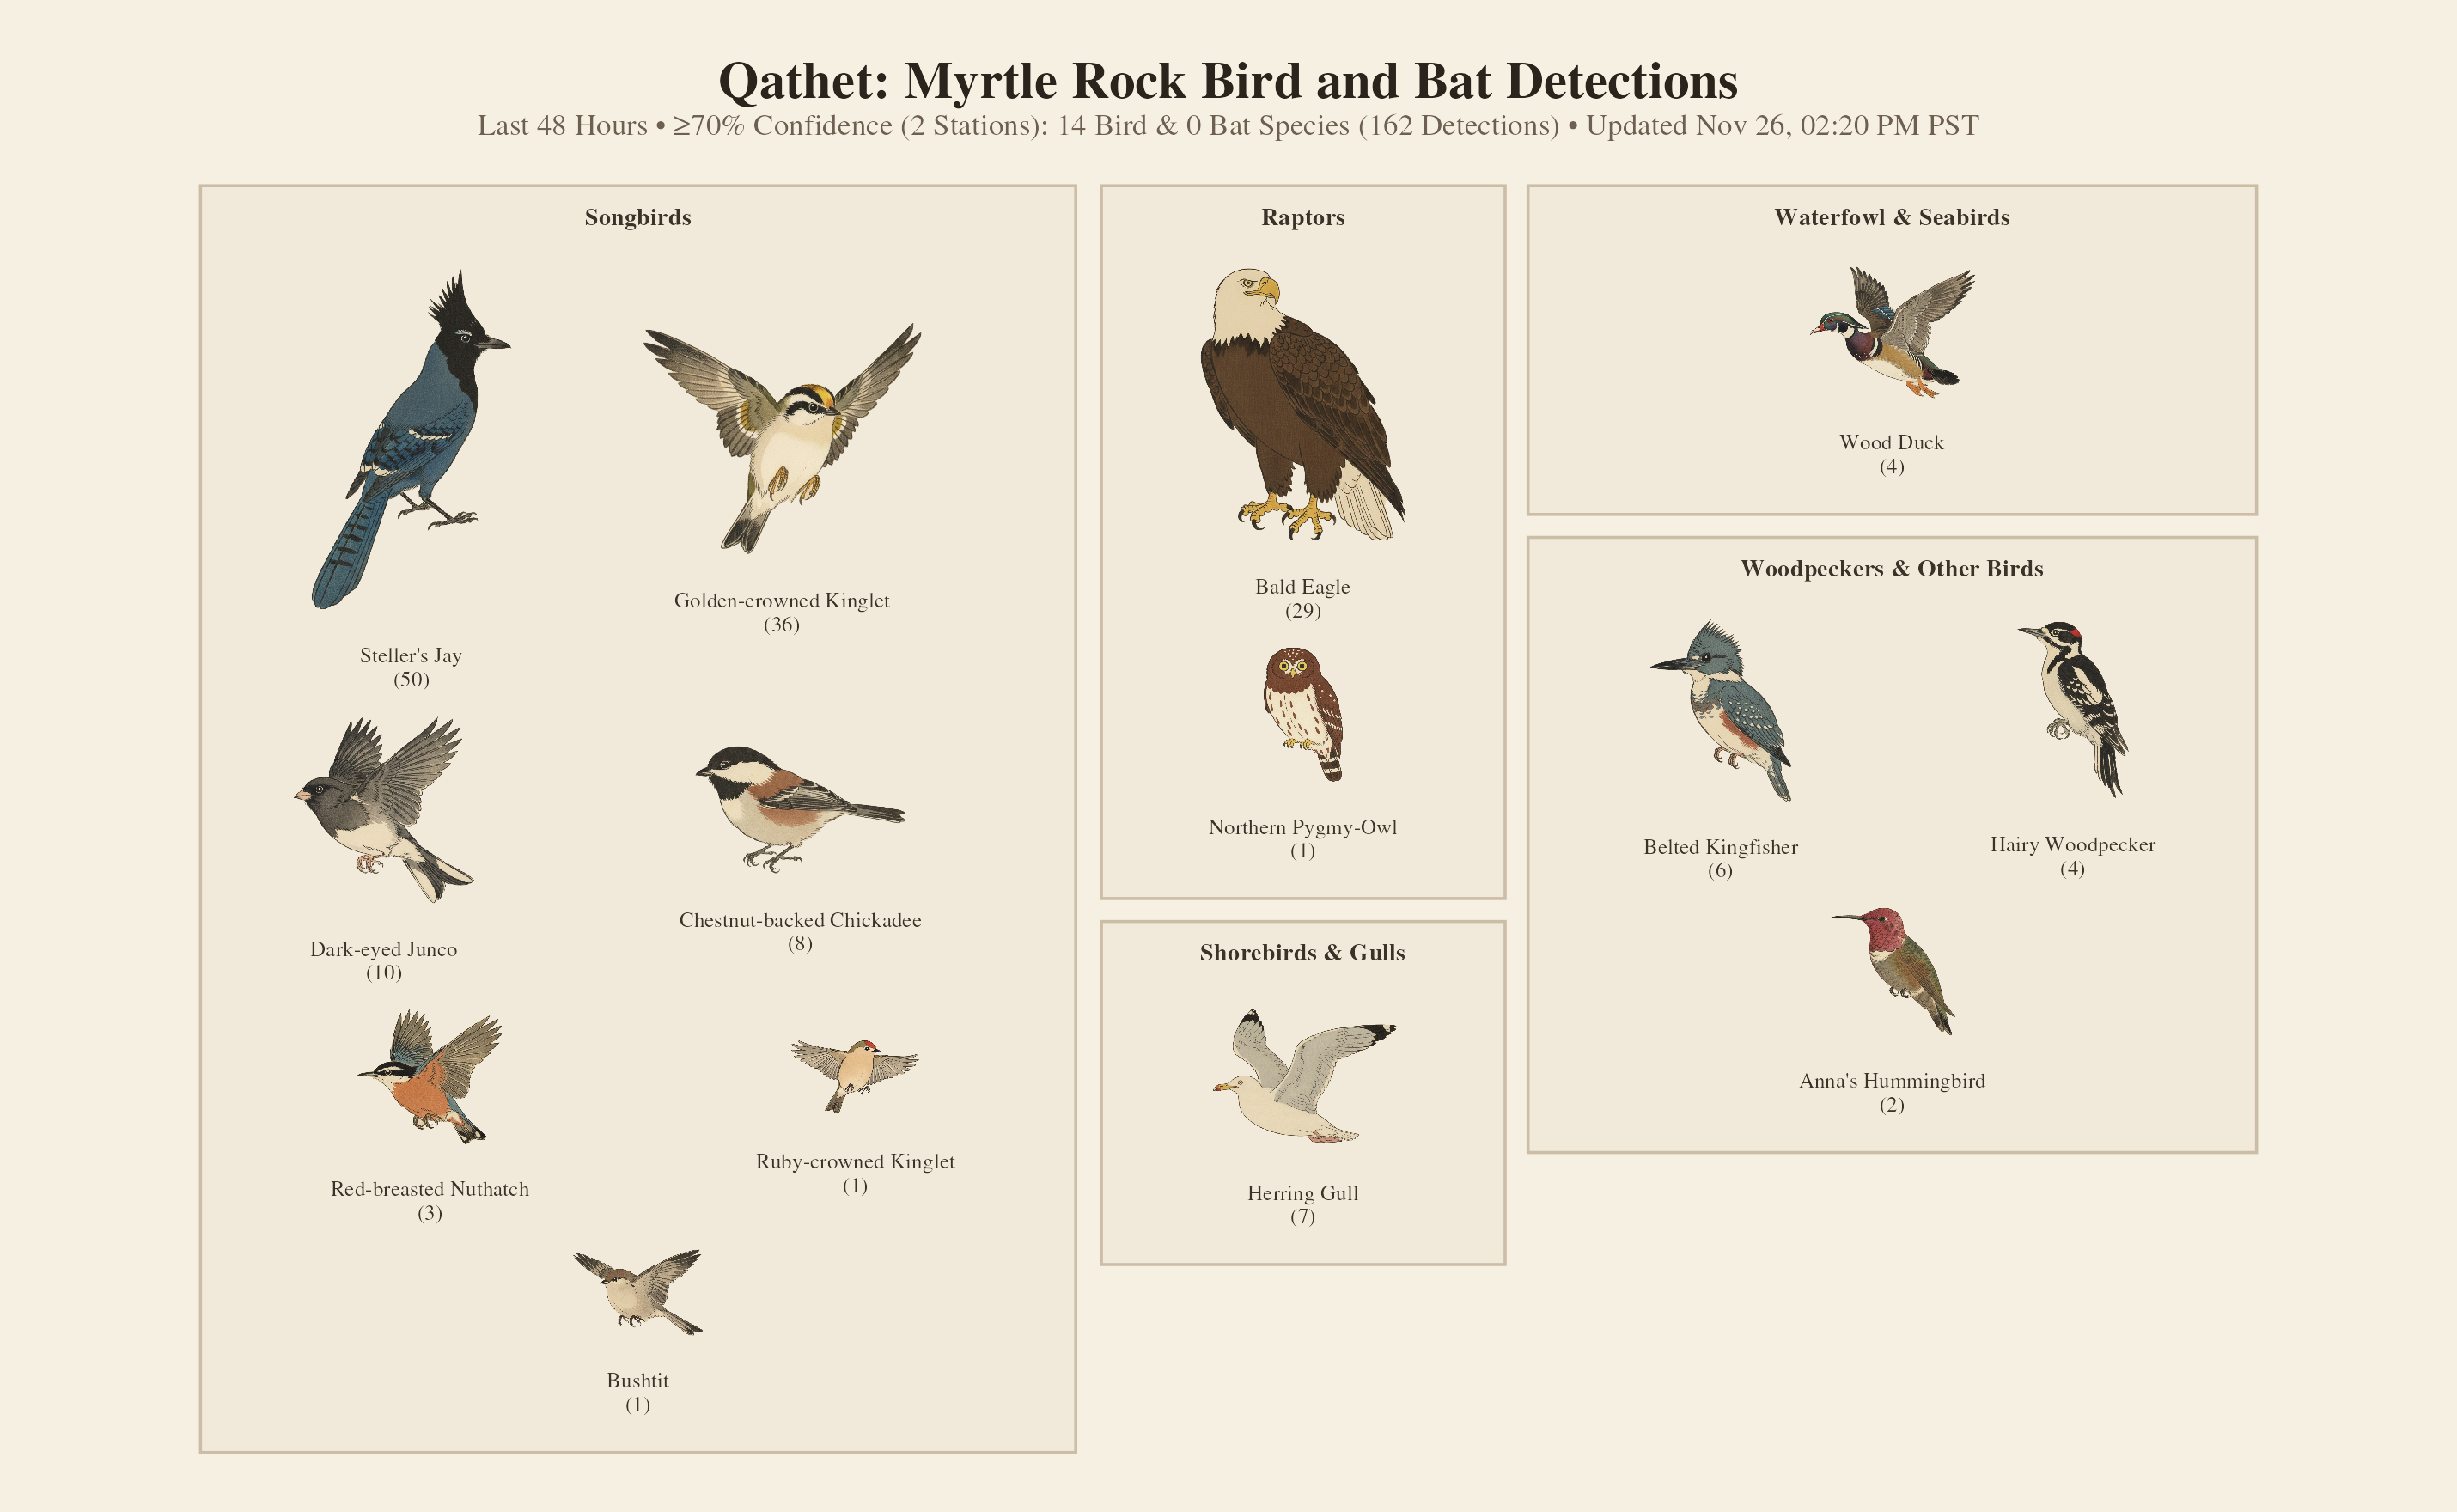 Qathet: Myrtle Rock Bird and Bat Detections
Last 48 Hours • ≥70% Confidence (2 Stations): 14 Bird & 0 Bat Species (162 Detections) • Updated Nov 26, 02:20 PM PST
Songbirds
Steller's Jay
(50)
Golden-crowned Kinglet
(36)
Dark-eyed Junco
(10)
Chestnut-backed Chickadee
(8)
Red-breasted Nuthatch
(3)
Ruby-crowned Kinglet
(1)
Bushtit
(1)
Raptors
Bald Eagle
(29)
Northern Pygmy-Owl
(1)
Shorebirds & Gulls
Herring Gull
(7)
Waterfowl & Seabirds
Wood Duck
(4)
Woodpeckers & Other Birds
Belted Kingfisher
(6)
Hairy Woodpecker
(4)
Anna's Hummingbird
(2)